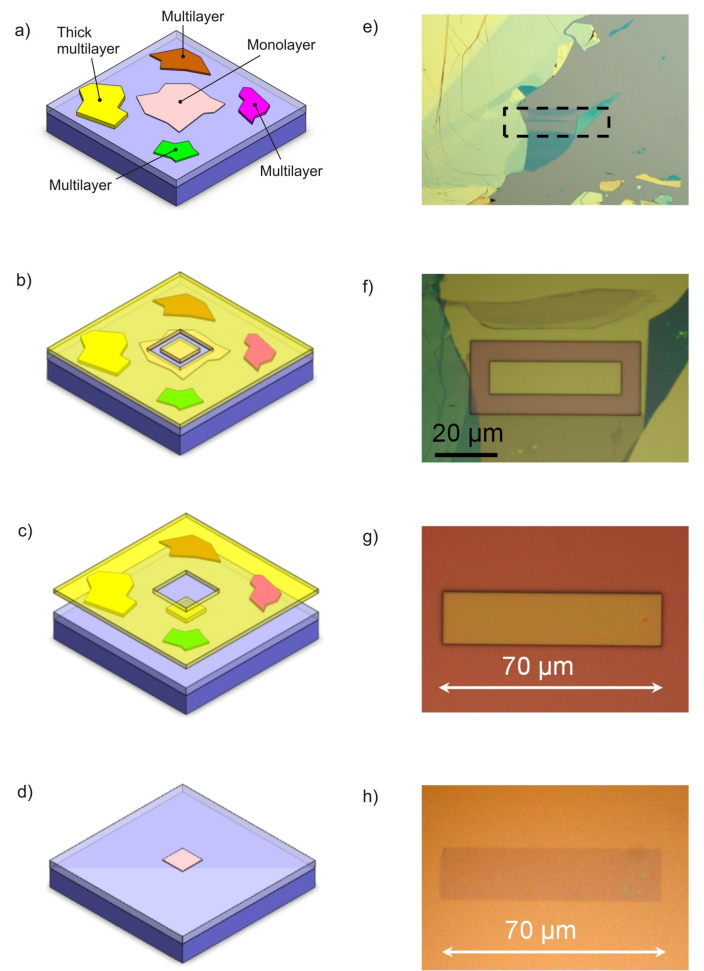 a)
Multilayer
Thick
multilayer
Monolayer
Multilayer
Multilayer
e)
b)
f)
20 µm
c)
g)
70 µm
d)
h)
70 µm